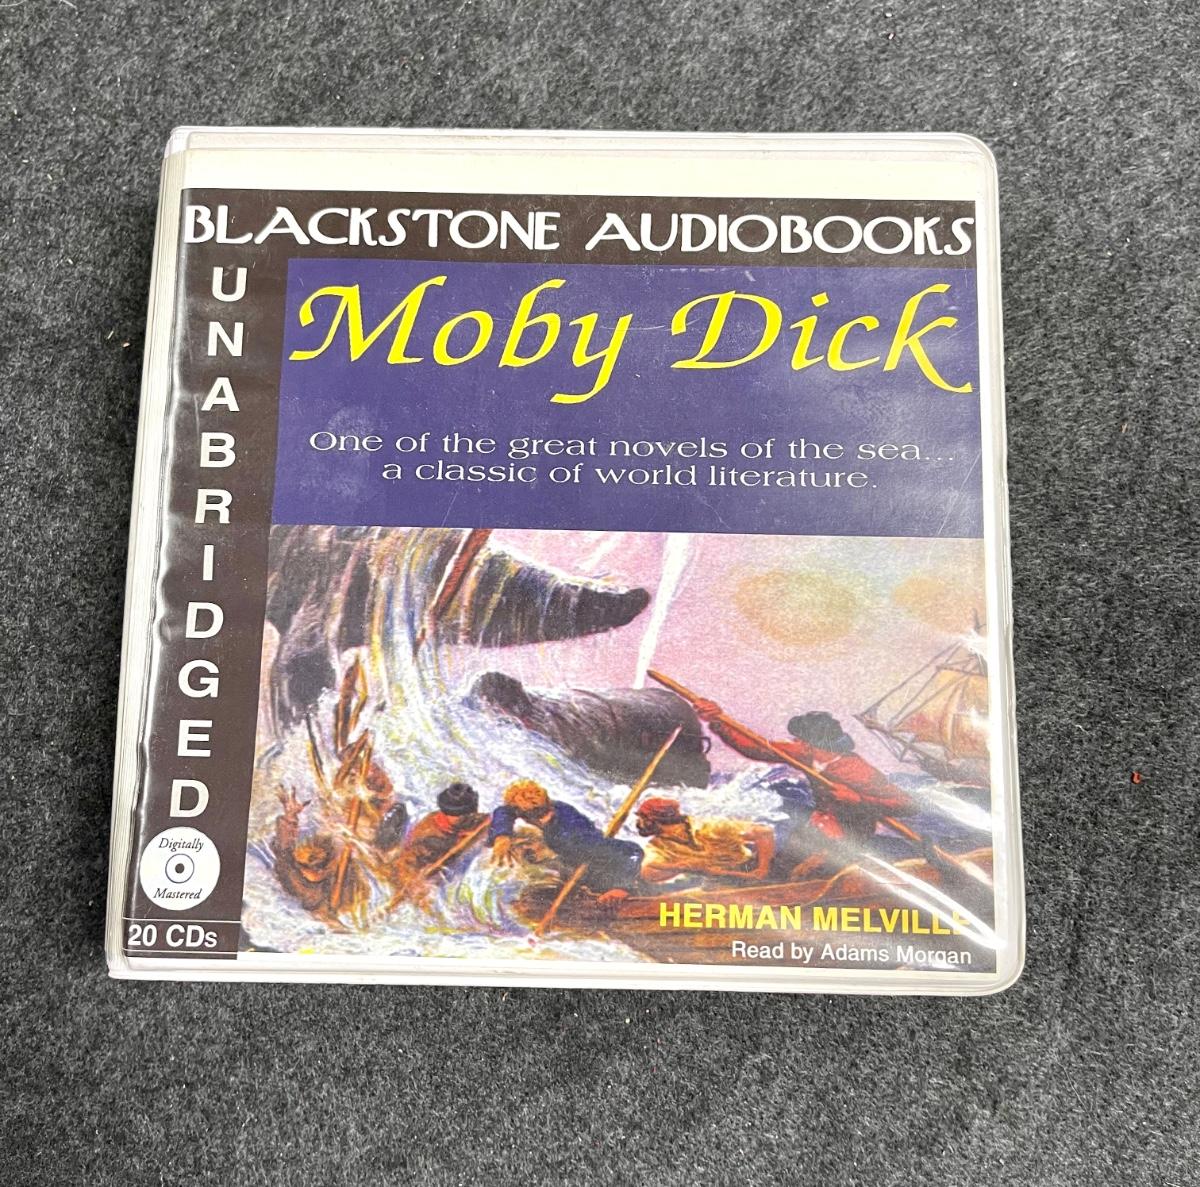 BLACKSTONE AUDIOBOOKS
UNABRIDGED
Moby Dick
One of the great novels of the sea...
a classic of world literature.
Digitally
Mastered
20 CDs
HERMAN MELVILLE
Read by Adams Morgan